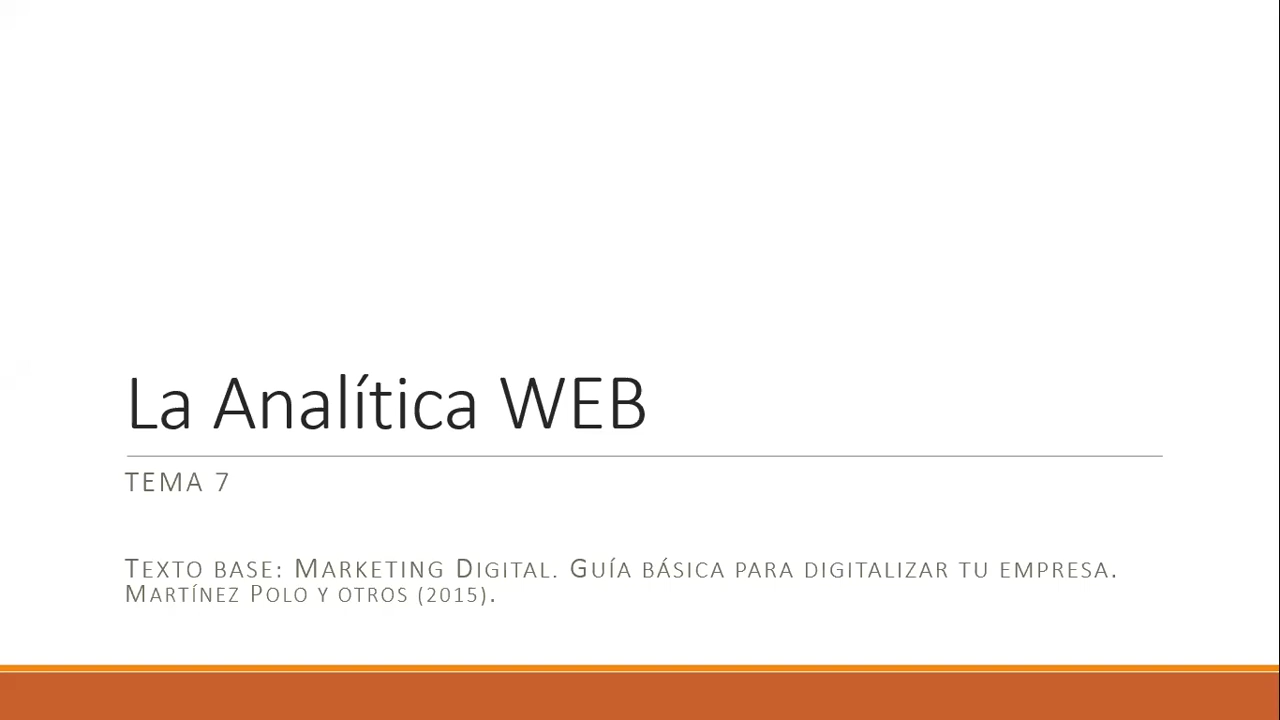 La Analítica WEB
TEMA 7
Texto base: Marketing Digital. Guía básica para digitalizar tu empresa.
Martínez Polo y otros (2015).